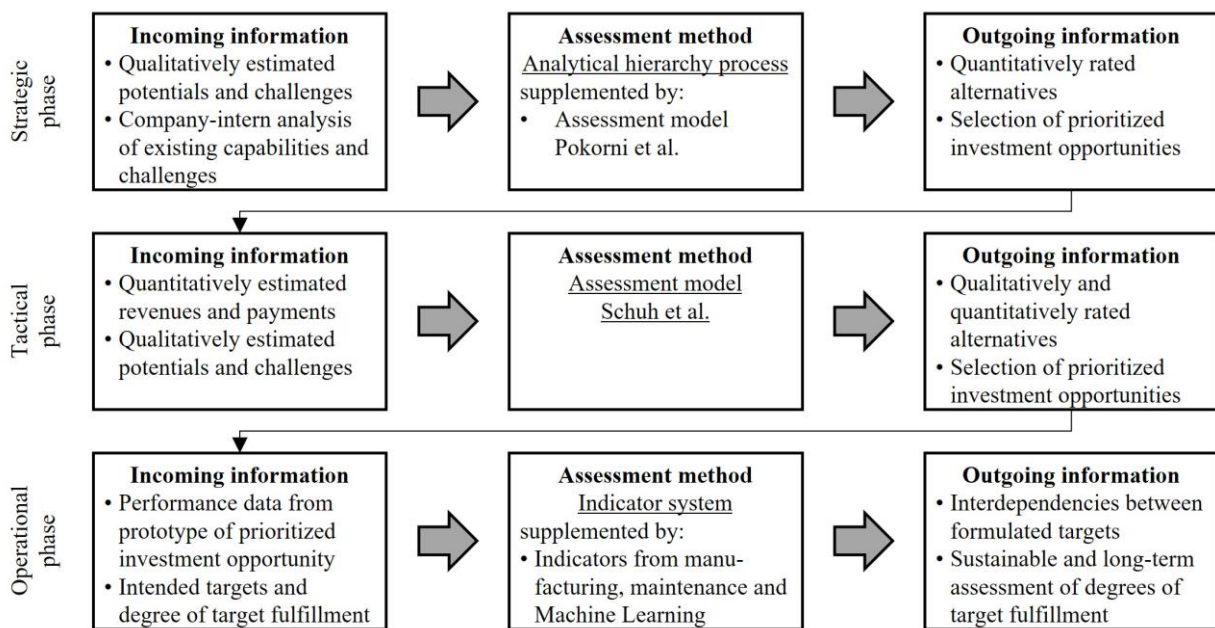 Strategic
phase
Incoming information
• Qualitatively estimated
potentials and challenges
• Company-intern analysis
of existing capabilities and
challenges
Assessment method
Analytical hierarchy process
supplemented by:
• Assessment model
Pokorni et al.
Outgoing information
• Quantitatively rated
alternatives
• Selection of prioritized
investment opportunities
Tactical
phase
Incoming information
• Quantitatively estimated
revenues and payments
• Qualitatively estimated
potentials and challenges
Assessment method
Assessment model
Schuh et al.
Outgoing information
• Qualitatively and
quantitatively rated
alternatives
• Selection of prioritized
investment opportunities
Operational
phase
Incoming information
• Performance data from
prototype of prioritized
investment opportunity
• Intended targets and
degree of target fulfillment
Assessment method
Indicator system
supplemented by:
• Indicators from manu-
facturing, maintenance and
Machine Learning
Outgoing information
• Interdependencies between
formulated targets
• Sustainable and long-term
assessment of degrees of
target fulfillment